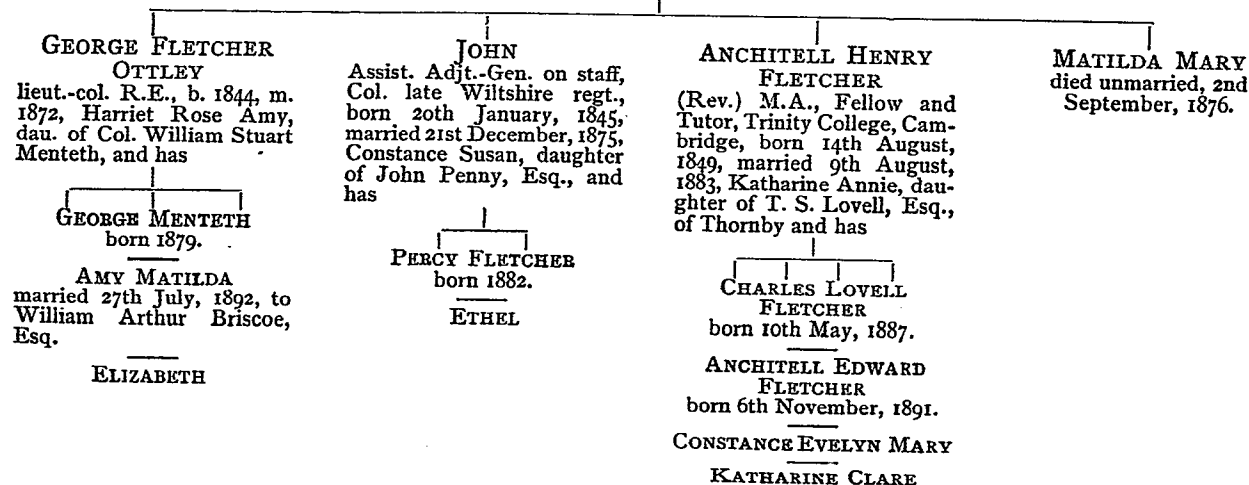 GEORGE FLETCHER
OTTLEY
lieut.-col. R.E., b. 1844, m.
1872, Harriet Rose Amy,
dau. of Col. William Stuart
Menteth, and has
GEORGE MENTETH
born 1879.
AMY MATILDA
married 27th July, 1892, to
William Arthur Briscoe,
Esq.
ELIZABETH
JOHN
Assist. Adjt.-Gen. on staff,
Col. late Wiltshire regt.,
born 20th January, 1845,
married 21st December, 1875,
Constance Susan, daughter
of John Penny, Esq., and
has
PERCY FLETCHER
born 1882.
ETHEL
ANCHITELL HENRY
FLETCHER
(Rev.) M.A., Fellow and
Tutor, Trinity College, Cam-
bridge, born 14th August,
1849, married 9th August,
1883, Katharine Annie, dau-
ghter of T. S. Lovell, Esq.,
of Thornby and has
CHARLES LOVELL
FLETCHER
born 10th May, 1887.
ANCHITELL EDWARD
FLETCHER
born 6th November, 1891.
CONSTANCE EVELYN MARY
KATHARINE CLARE
MATILDA MARY
died unmarried, 2nd
September, 1876.